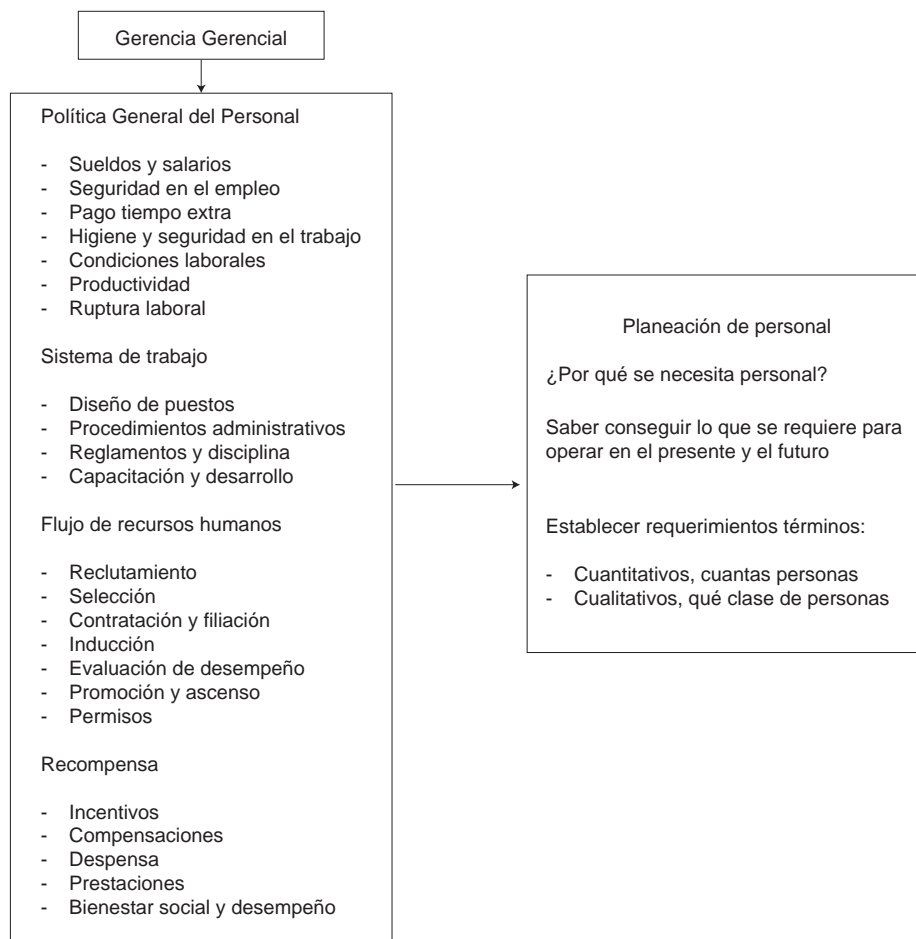 Gerencia Gerencial
Política General del Personal
- Sueldos y salarios
- Seguridad en el empleo
- Pago tiempo extra
- Higiene y seguridad en el trabajo
- Condiciones laborales
- Productividad
- Ruptura laboral
Sistema de trabajo
- Diseño de puestos
- Procedimientos administrativos
- Reglamentos y disciplina
- Capacitación y desarrollo
Flujo de recursos humanos
- Reclutamiento
- Selección
- Contratación y filiación
- Inducción
- Evaluación de desempeño
- Promoción y ascenso
- Permisos
Recompensa
- Incentivos
- Compensaciones
- Despensa
- Prestaciones
- Bienestar social y desempeño
Planeación de personal
¿Por qué se necesita personal?
Saber conseguir lo que se requiere para
operar en el presente y el futuro
Establecer requerimientos términos:
- Cuantitativos, cuantas personas
- Cualitativos, qué clase de personas